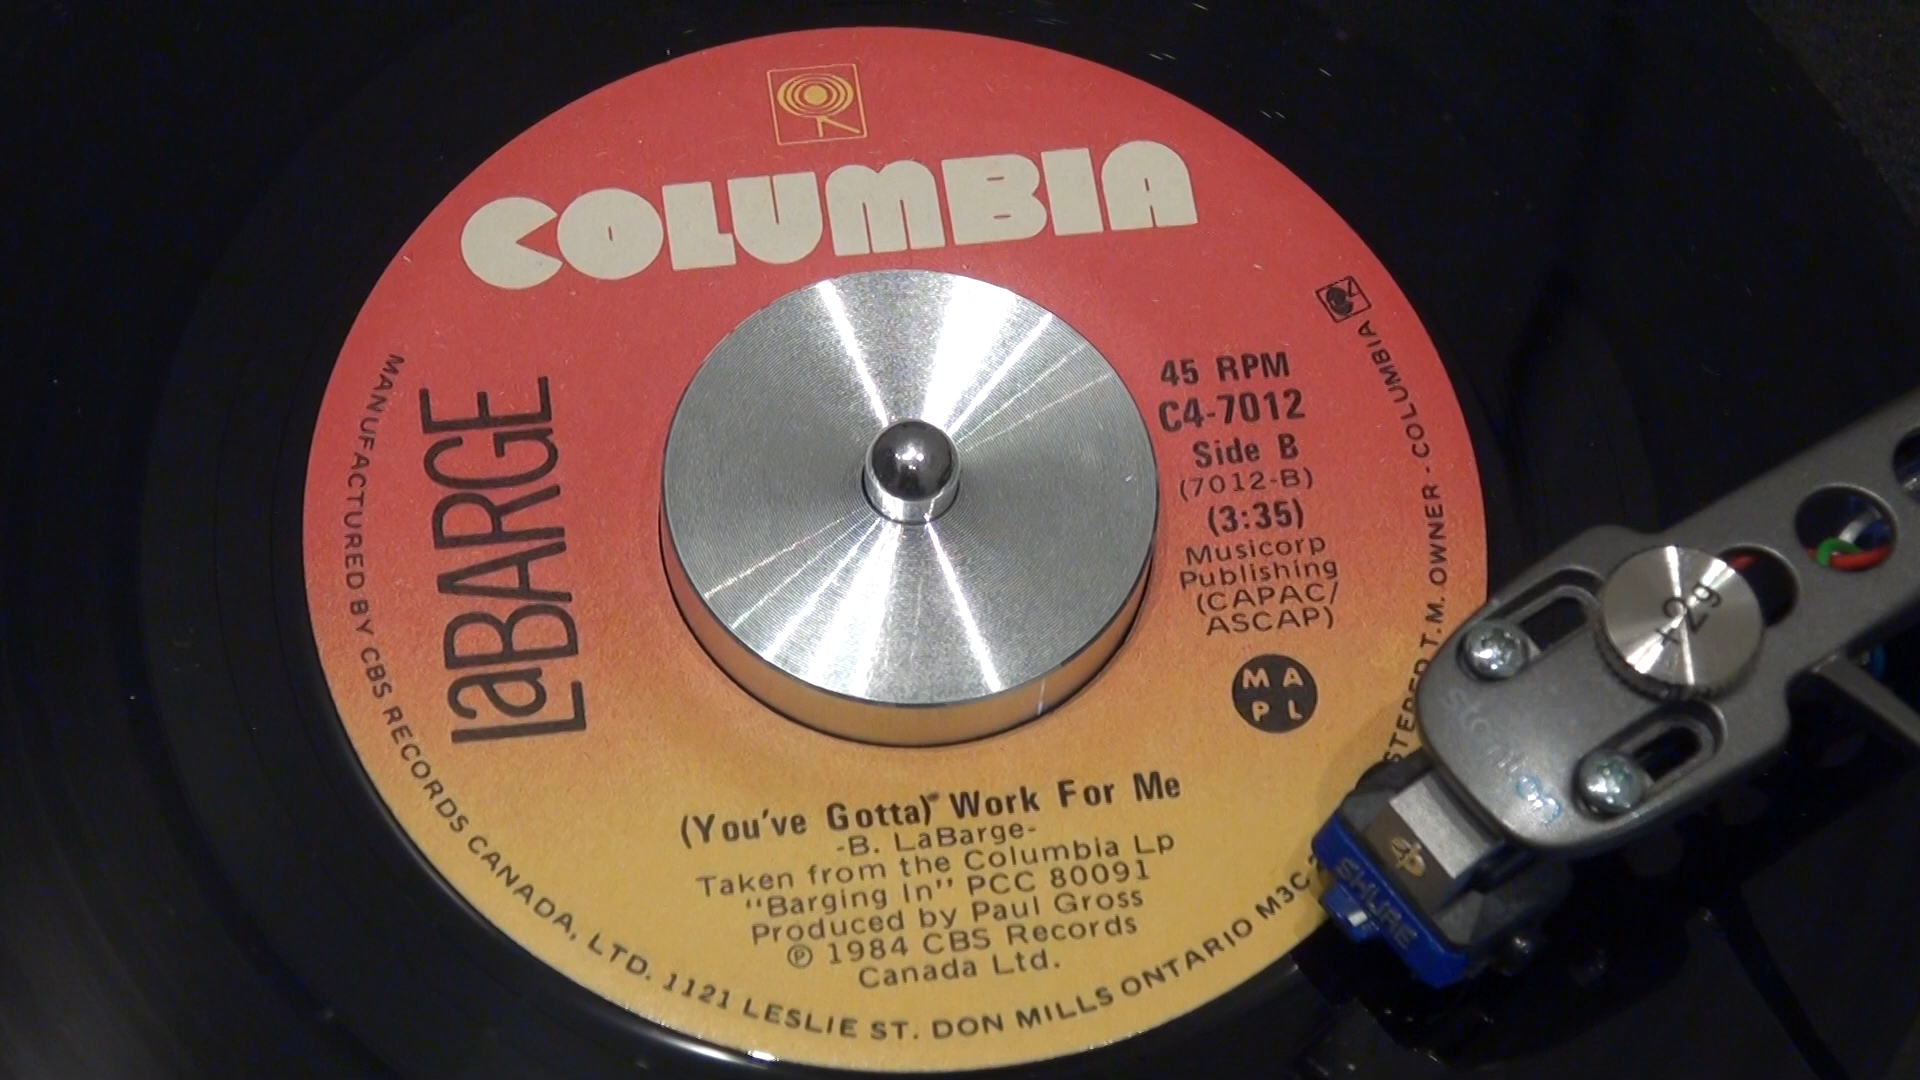 COLUMBIA
LaBARGE
45 RPM
C4-7012
Side B
(7012-B)
(3:35)
Musicorp
Publishing
(CAPAC/
ASCAP)
M A
P L
(You've Gotta) Work For Me
-B. LaBarge-
Taken from the Columbia Lp
"Barging In" PCC 80091
Produced by Paul Gross
℗ 1984 CBS Records
Canada Ltd.
MANUFACTURED BY CBS RECORDS CANADA, LTD. 1121 LESLIE ST. DON MILLS ONTARIO M3C
T.M. OWNER - COLUMBIA
SHURE